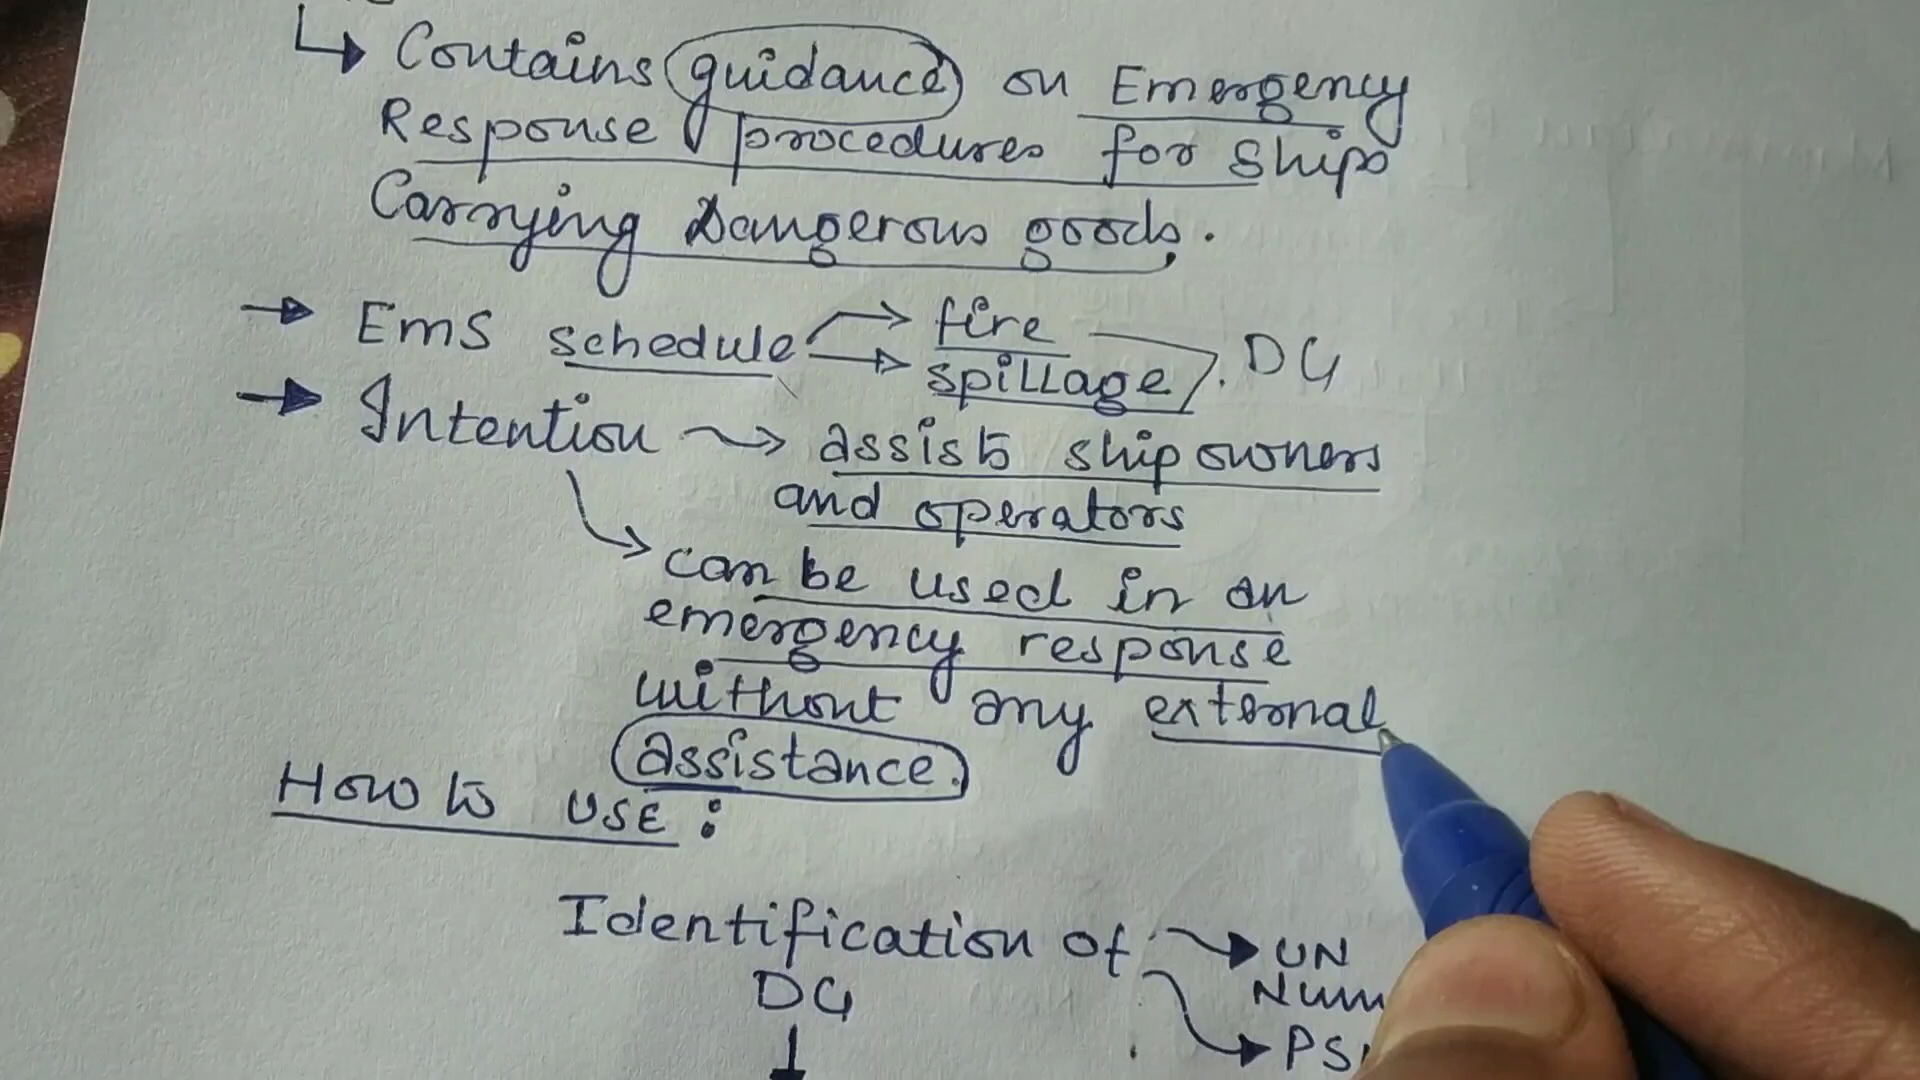 Contains guidance on Emergency
Response procedures for Ships
Carrying Dangerous goods.
EmS schedule fire
spillage DG
Intention assist ship owners
and operators
can be used in an
emergency response
without any external
assistance.
How to use:
Identification of UN
DG